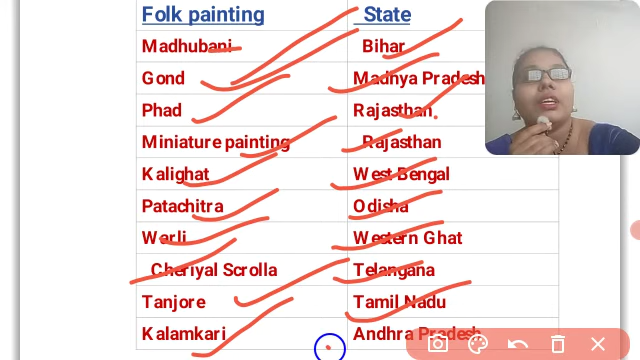 Folk painting State
Madhubani Bihar
Gond Madhya Pradesh
Phad Rajasthan
Miniature painting Rajasthan
Kalighat West Bengal
Patachitra Odisha
Warli Western Ghat
Cheriyal Scrolla Telangana
Tanjore Tamil Nadu
Kalamkari Andhra Pradesh